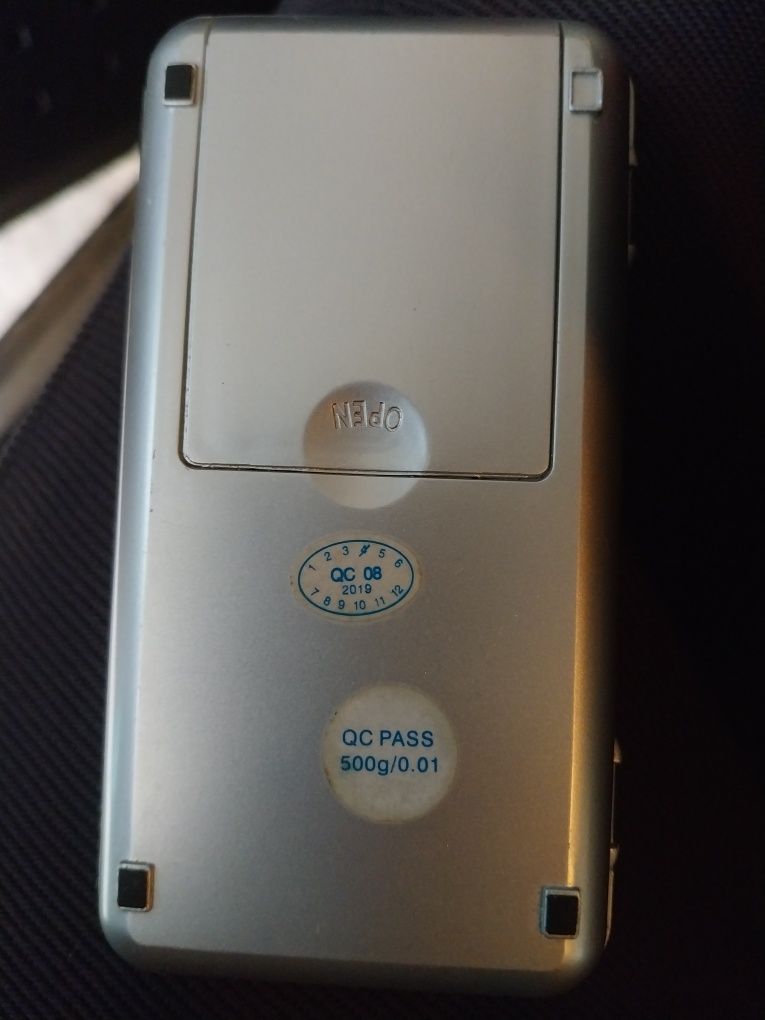 OPEN
1 2 3 4 5 6
QC 08
2019
7 8 9 10 11 12
QC PASS
500g/0.01